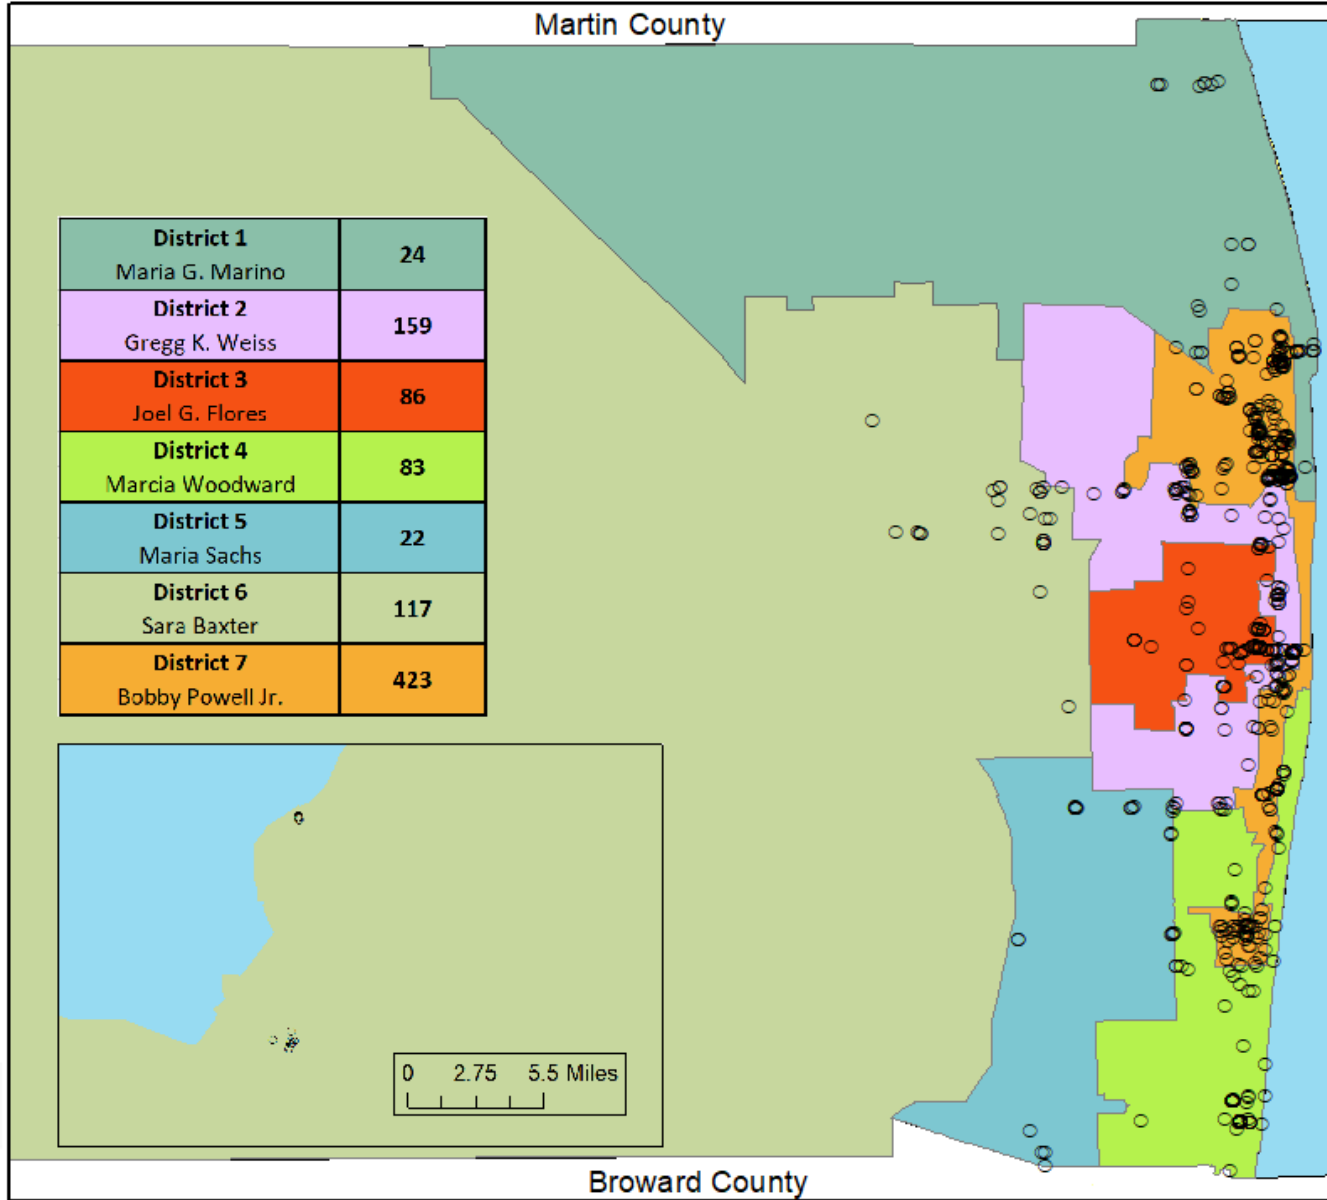 Martin County
District 1
Maria G. Marino
24
District 2
Gregg K. Weiss
159
District 3
Joel G. Flores
86
District 4
Marcia Woodward
83
District 5
Maria Sachs
22
District 6
Sara Baxter
117
District 7
Bobby Powell Jr.
423
0 2.75 5.5 Miles
Broward County